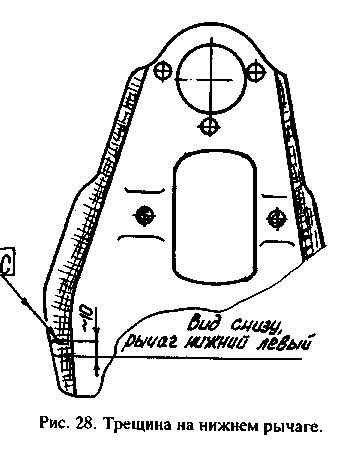 С
~10
Вид снизу,
рычаг нижний левый
Рис. 28. Трещина на нижнем рычаге.